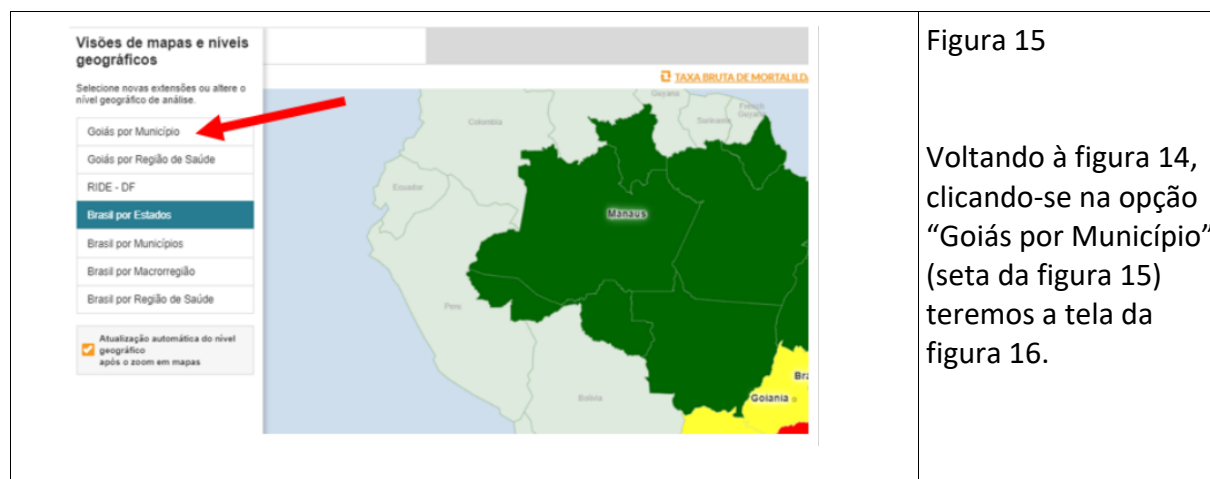 Visões de mapas e níveis
geográficos
Selecione novas extensões ou altere o
nível geográfico de análise.
Goiás por Município
Goiás por Região de Saúde
RIDE - DF
Brasil por Estados
Brasil por Municípios
Brasil por Macrorregião
Brasil por Região de Saúde
Atualização automática do nível
geográfico
após o zoom em mapas
TAXA BRUTA DE MORTALILD
Guyana
Suriname
French
Guyana
Colombia
Ecuador
Manaus
Peru
Bolivia
Bra
Goiania
Figura 15
Voltando à figura 14,
clicando-se na opção
“Goiás por Município”
(seta da figura 15)
teremos a tela da
figura 16.